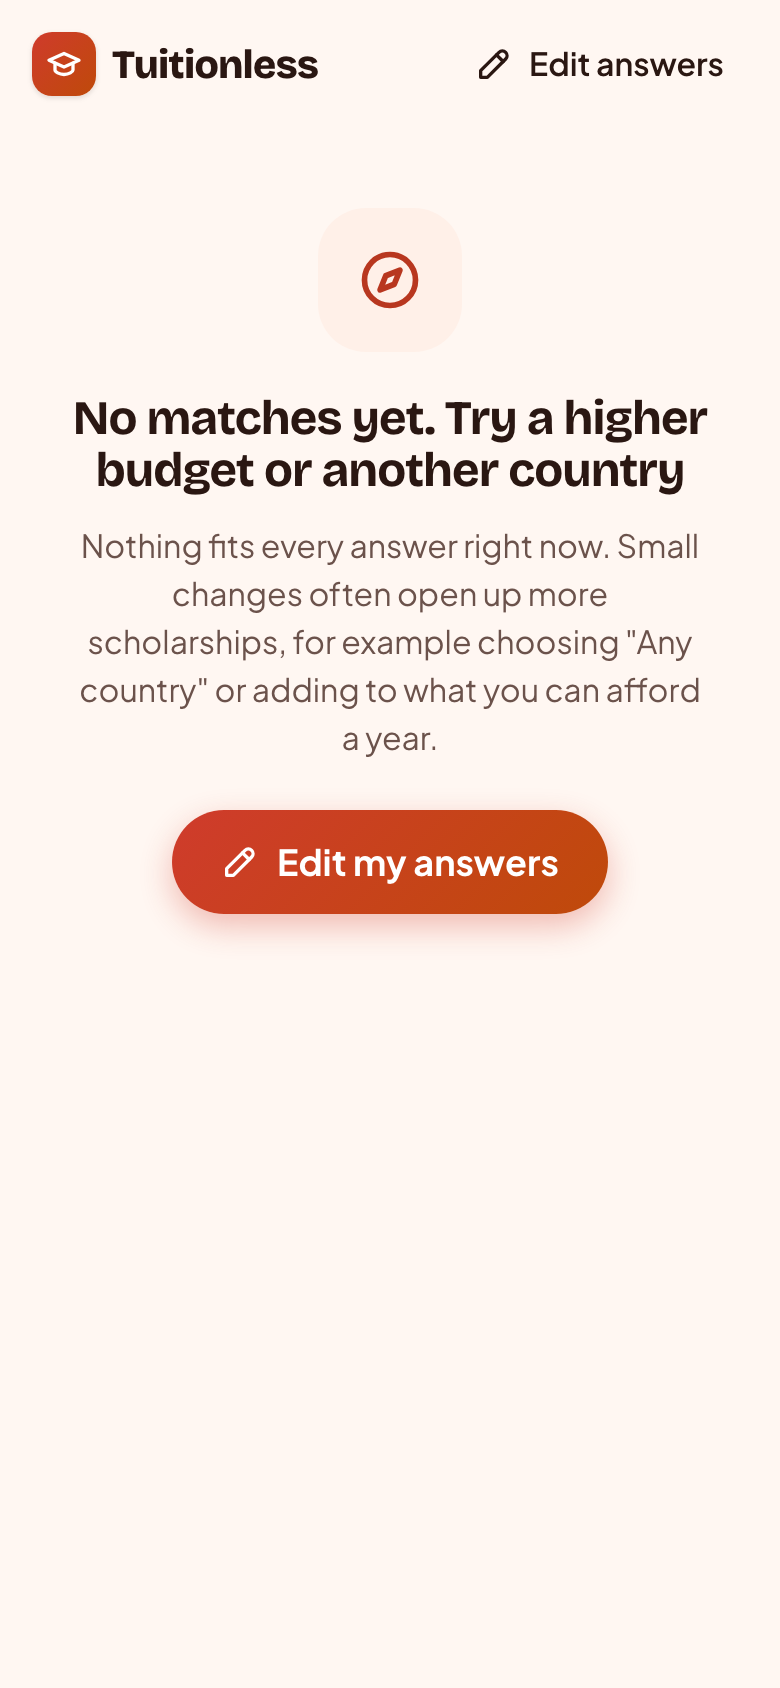 Tuitionless
Edit answers
No matches yet. Try a higher
budget or another country
Nothing fits every answer right now. Small
changes often open up more
scholarships, for example choosing "Any
country" or adding to what you can afford
a year.
Edit my answers